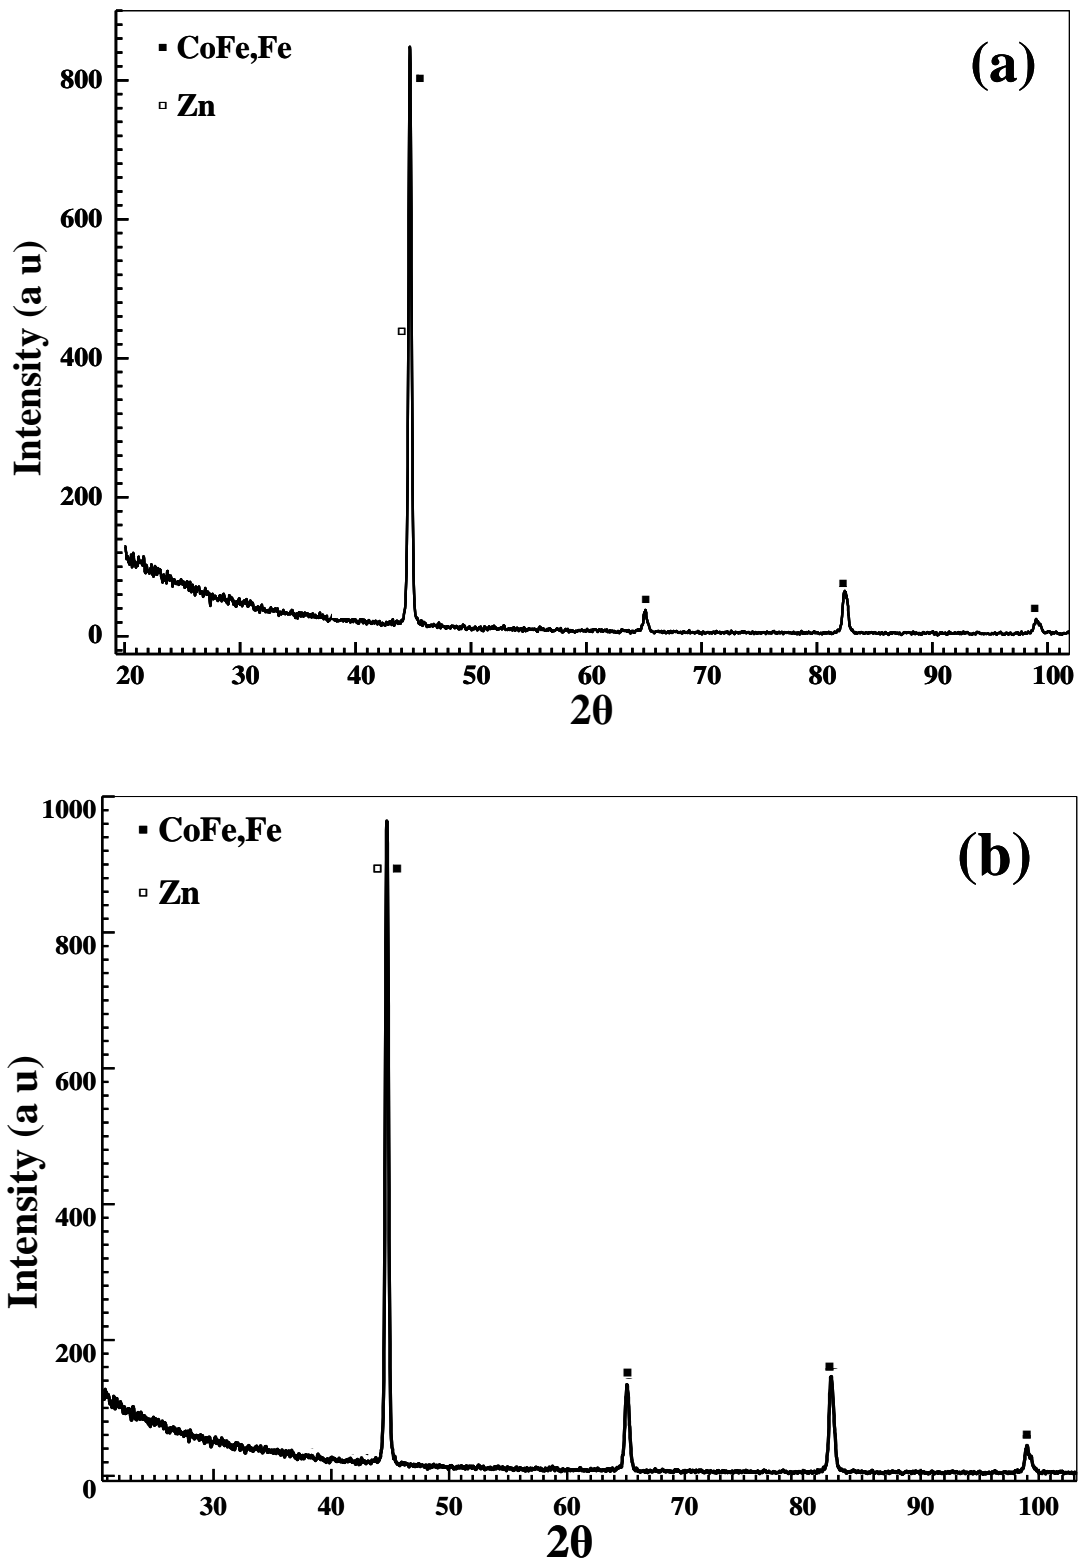 (a)
■ CoFe,Fe
□ Zn
Intensity (a u)
800
600
400
200
0
20 30 40 50 60 70 80 90 100
2θ
(b)
■ CoFe,Fe
□ Zn
Intensity (a u)
1000
800
600
400
200
0
30 40 50 60 70 80 90 100
2θ